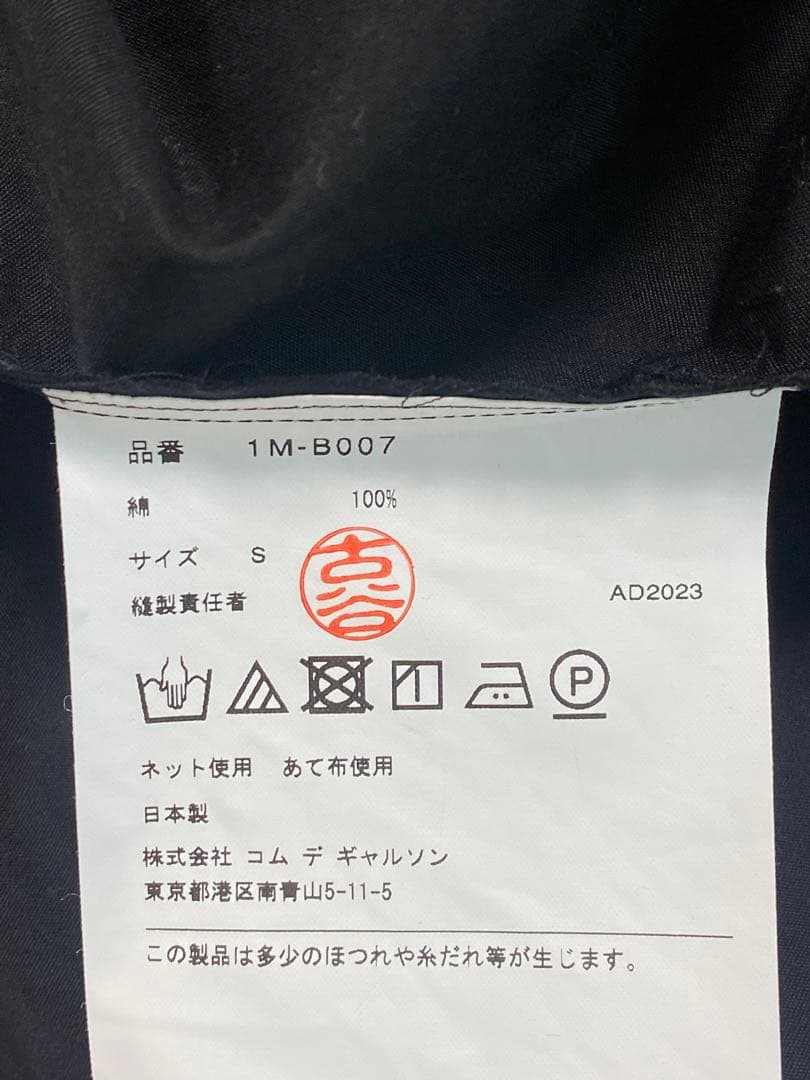 品番 1M-B007
綿 100%
サイズ S
古谷
縫製責任者
AD2023
P
ネット使用 あて布使用
日本製
株式会社 コム デ ギャルソン
東京都港区南青山5-11-5
この製品は多少のほつれや糸だれ等が生じます。